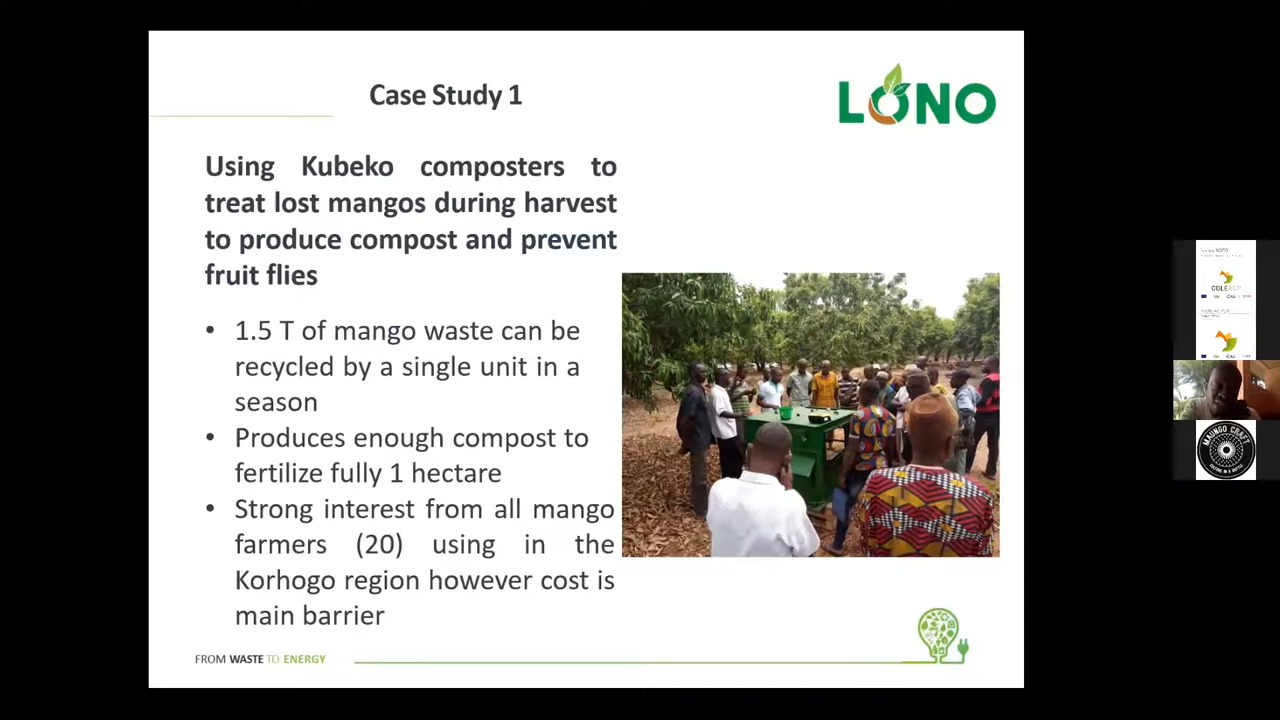 Case Study 1
LONO
Using Kubeko composters to
treat lost mangos during harvest
to produce compost and prevent
fruit flies
• 1.5 T of mango waste can be
recycled by a single unit in a
season
• Produces enough compost to
fertilize fully 1 hectare
• Strong interest from all mango
farmers (20) using in the
Korhogo region however cost is
main barrier
FROM WASTE TO ENERGY
COLEACP
MAUNGO CRAFT